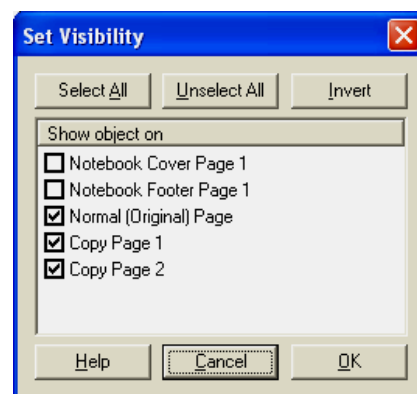 Set Visibility
Select All Unselect All Invert
Show object on
Notebook Cover Page 1
Notebook Footer Page 1
Normal (Original) Page
Copy Page 1
Copy Page 2
Help Cancel OK